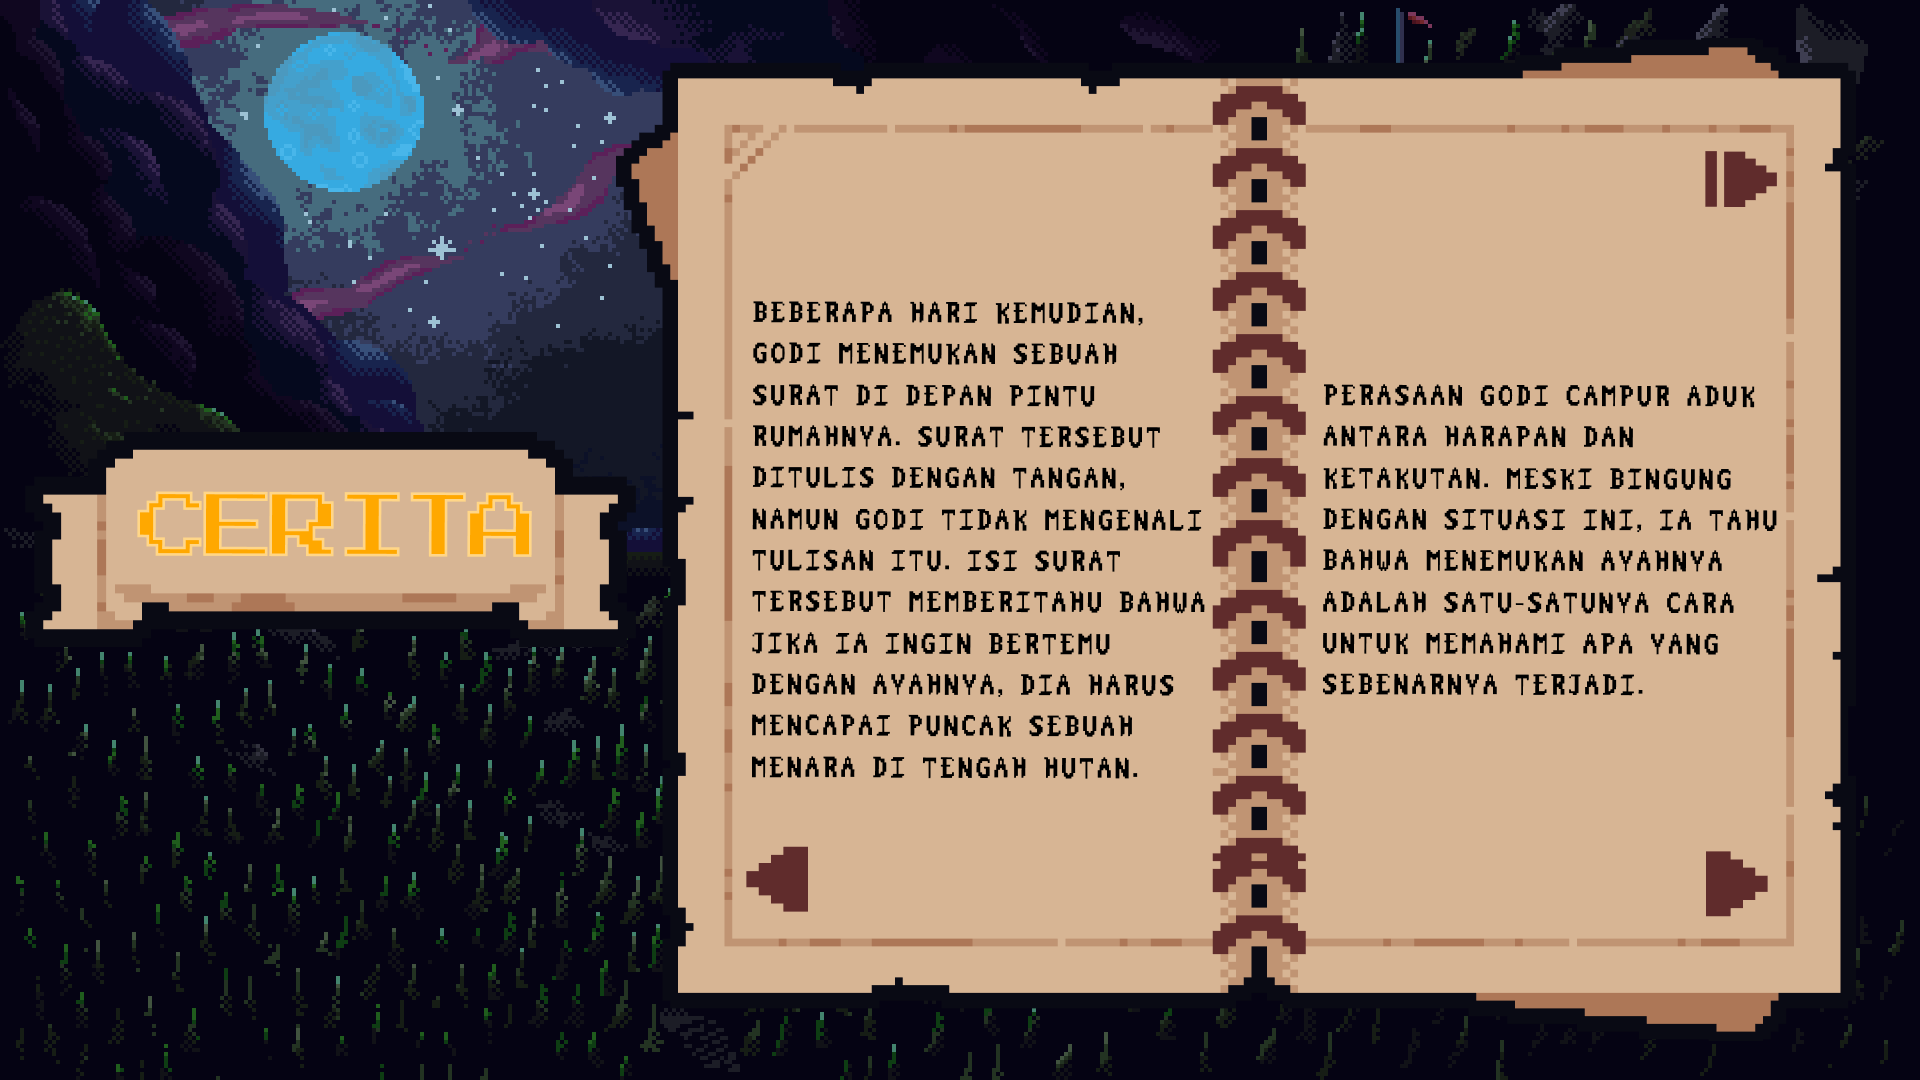 CERITA
BEBERAPA HARI KEMUDIAN,
GODI MENEMUKAN SEBUAH
SURAT DI DEPAN PINTU
RUMAHNYA. SURAT TERSEBUT
DITULIS DENGAN TANGAN,
NAMUN GODI TIDAK MENGENALI
TULISAN ITU. ISI SURAT
TERSEBUT MEMBERITAHU BAHWA
JIKA IA INGIN BERTEMU
DENGAN AYAHNYA, DIA HARUS
MENCAPAI PUNCAK SEBUAH
MENARA DI TENGAH HUTAN.
PERASAAN GODI CAMPUR ADUK
ANTARA HARAPAN DAN
KETAKUTAN. MESKI BINGUNG
DENGAN SITUASI INI, IA TAHU
BAHWA MENEMUKAN AYAHNYA
ADALAH SATU-SATUNYA CARA
UNTUK MEMAHAMI APA YANG
SEBENARNYA TERJADI.